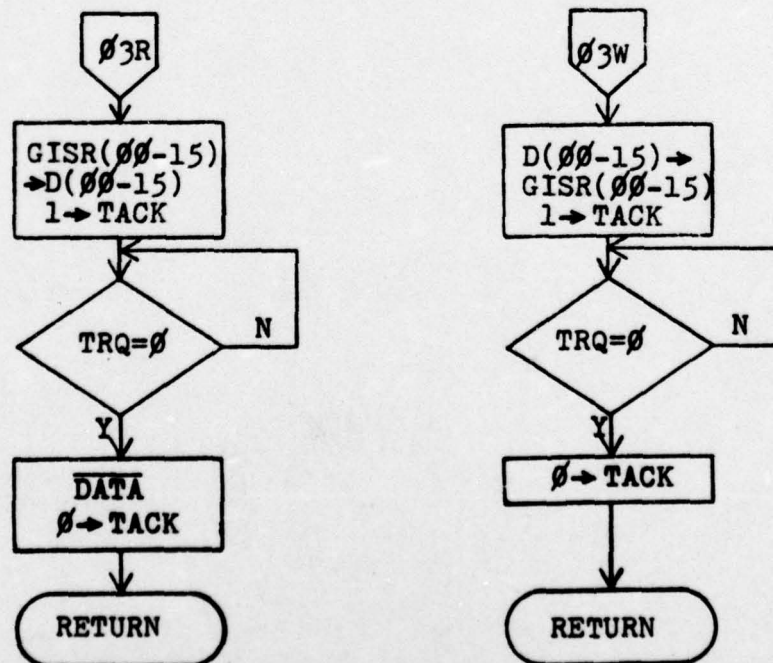 Ø3R
GISR(ØØ-15)
→D(ØØ-15)
1→TACK
TRQ=Ø
N
Y
D̅A̅T̅A̅
Ø→TACK
RETURN
Ø3W
D(ØØ-15)→
GISR(ØØ-15)
1→TACK
TRQ=Ø
N
Y
Ø→TACK
RETURN